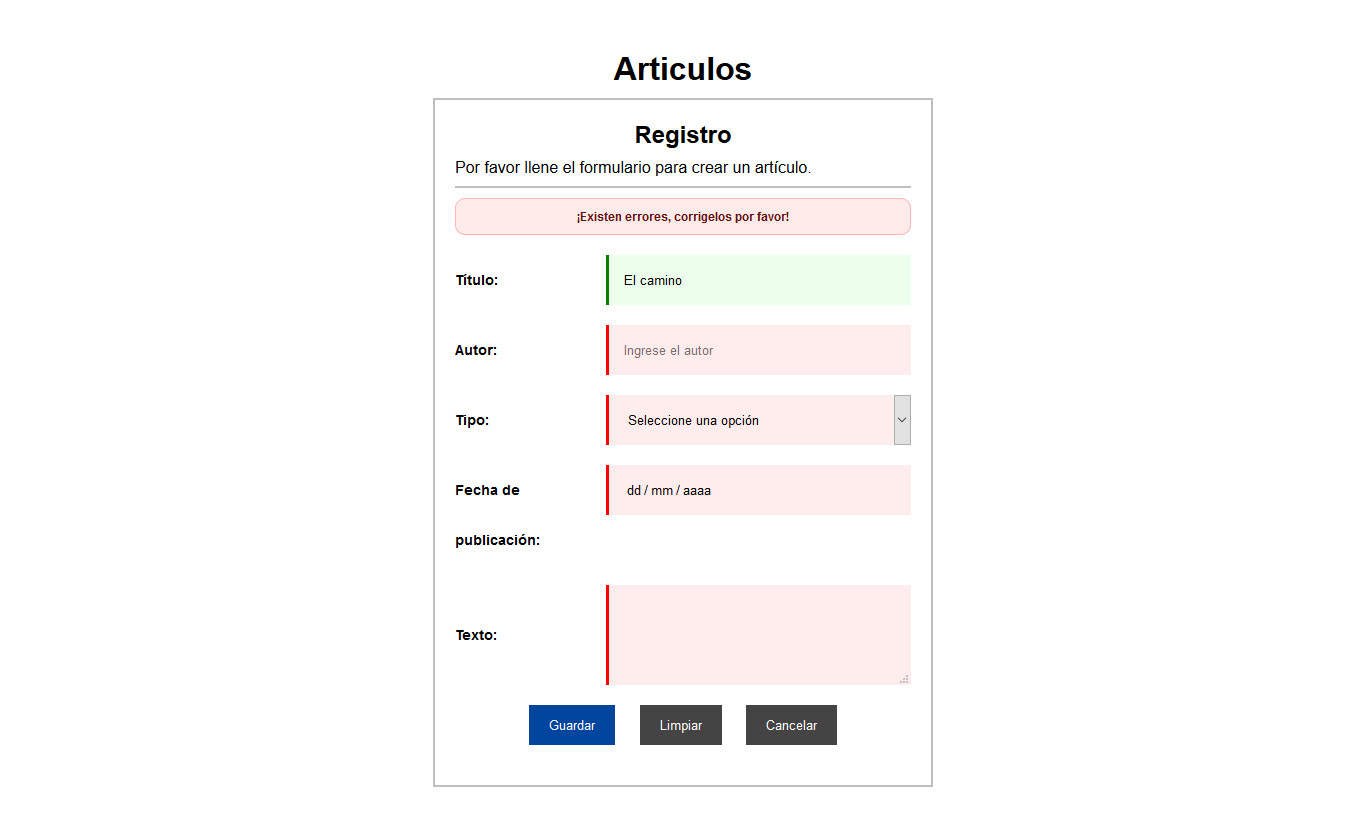 Articulos
Registro
Por favor llene el formulario para crear un artículo.
¡Existen errores, corrigelos por favor!
Título:
El camino
Autor:
Ingrese el autor
Tipo:
Seleccione una opción
Fecha de
dd / mm / aaaa
publicación:
Texto:
Guardar
Limpiar
Cancelar